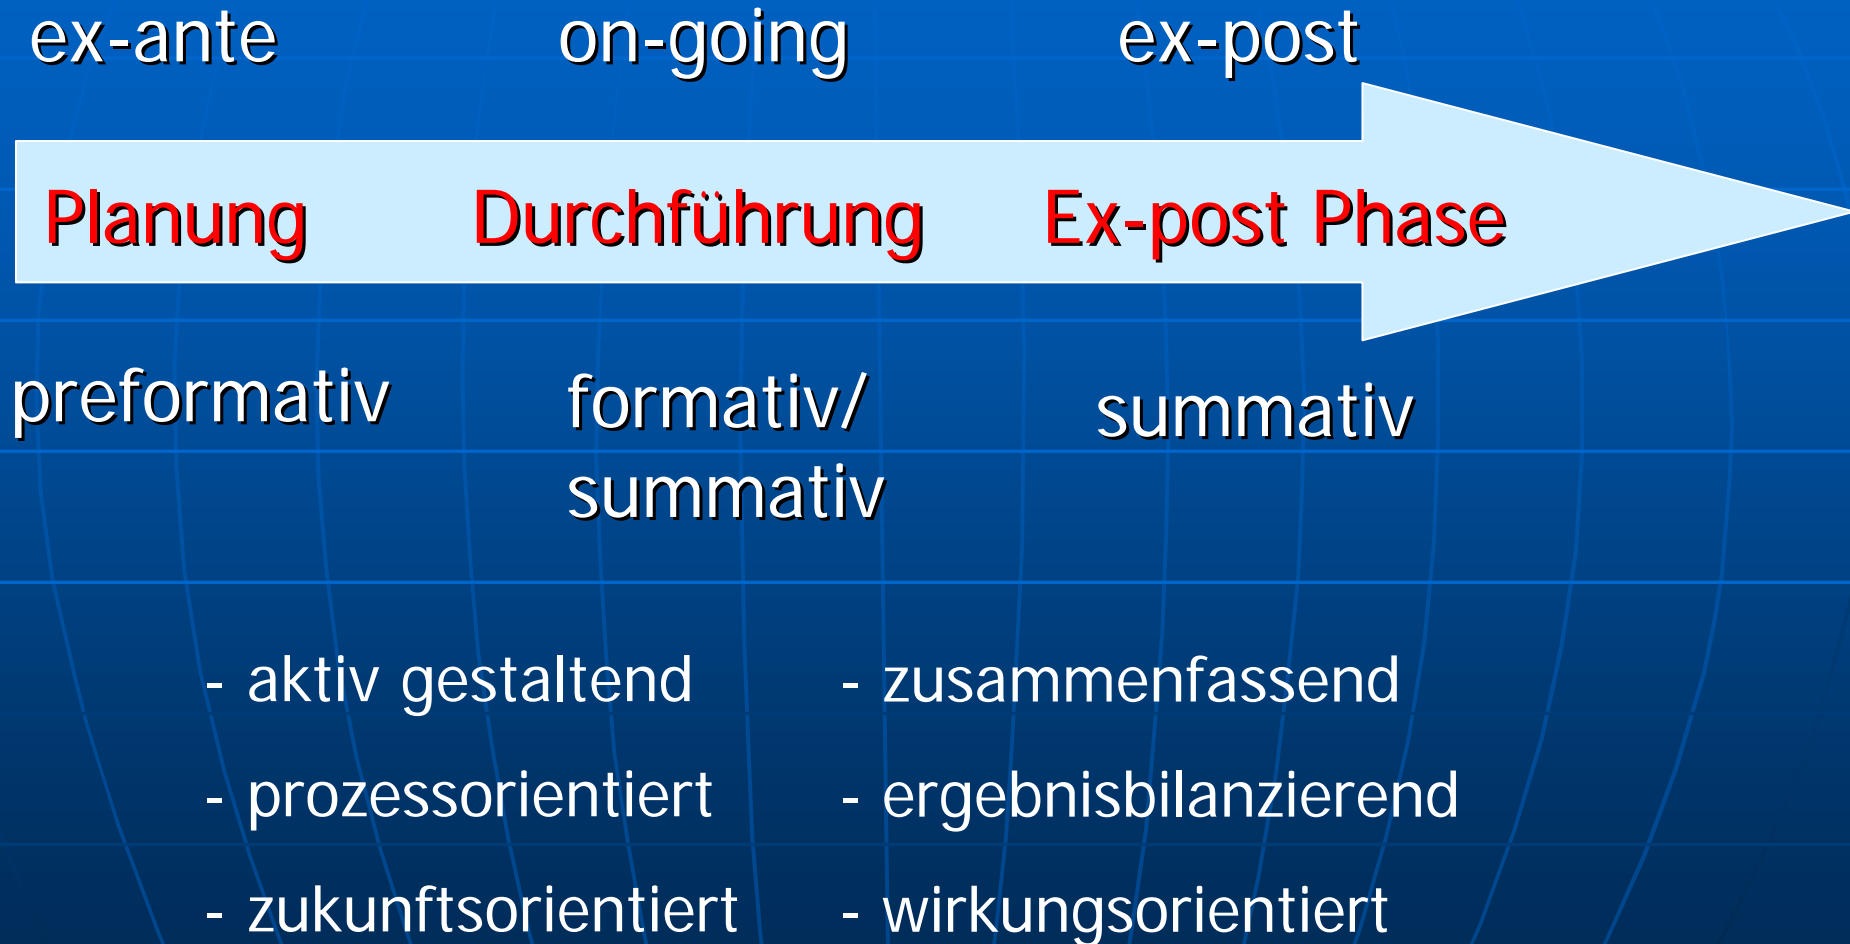 ex-ante on-going ex-post
Planung Durchführung Ex-post Phase
preformativ formativ/ summativ
summativ
- aktiv gestaltend - zusammenfassend
- prozessorientiert - ergebnisbilanzierend
- zukunftsorientiert - wirkungsorientiert